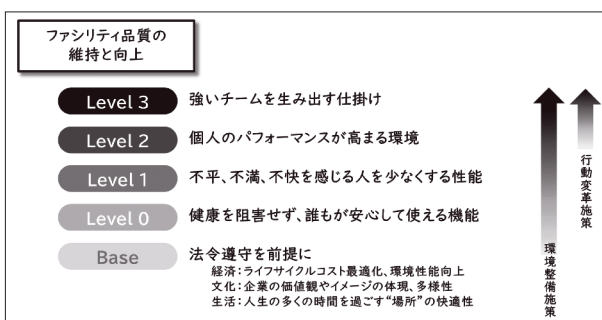 ファシリティ品質の
維持と向上
Level 3 強いチームを生み出す仕掛け
Level 2 個人のパフォーマンスが高まる環境
Level 1 不平、不満、不快を感じる人を少なくする性能
Level 0 健康を阻害せず、誰もが安心して使える機能
Base 法令遵守を前提に
経済：ライフサイクルコスト最適化、環境性能向上
文化：企業の価値観やイメージの体現、多様性
生活：人生の多くの時間を過ごす“場所”の快適性
環境整備施策
行動変革施策